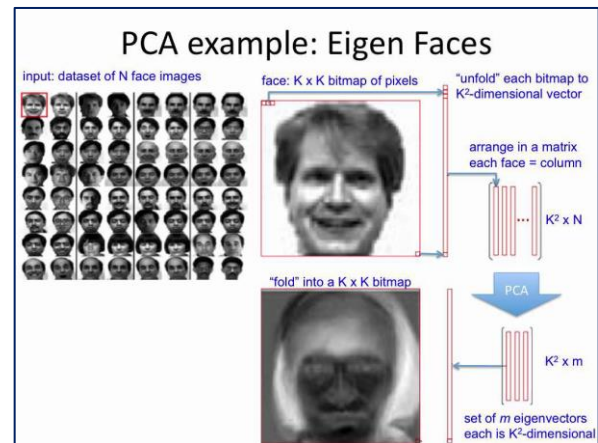 PCA example: Eigen Faces
input: dataset of N face images
face: K x K bitmap of pixels
"unfold" each bitmap to
K²-dimensional vector
arrange in a matrix
each face = column
...
K² x N
PCA
"fold" into a K x K bitmap
K² x m
set of m eigenvectors
each is K²-dimensional